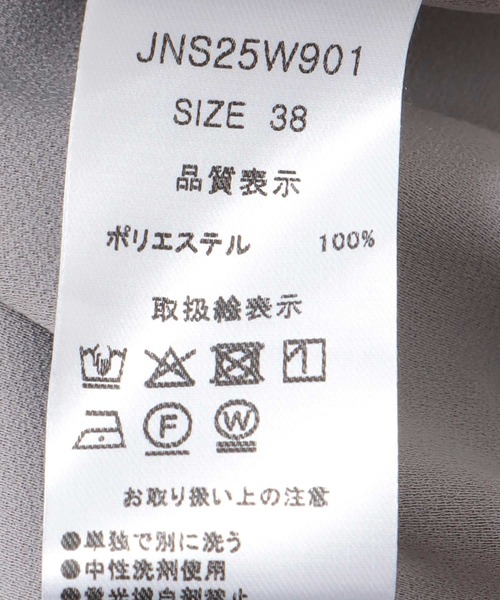 JNS25W901
SIZE 38
品質表示
ポリエステル 100%
取扱絵表示
F W
お取り扱い上の注意
●単独で別に洗う
●中性洗剤使用